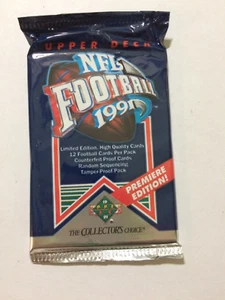 UPPER DECK
NFL
FOOTBALL
1991
Limited Edition, High Quality Cards
12 Football Cards Per Pack
Counterfeit Proof Cards
Random Sequencing
Tamper Proof Pack
PREMIERE
EDITION!
THE COLLECTOR'S CHOICE